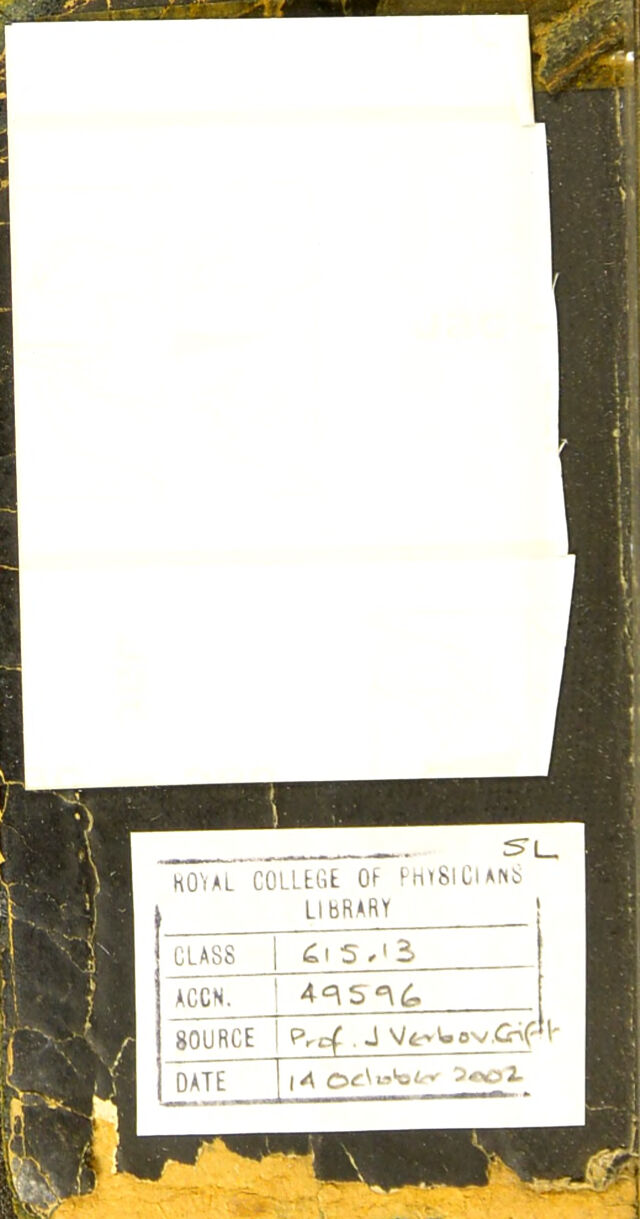 SL
ROYAL COLLEGE OF PHYSICIANS
LIBRARY
CLASS 615.13
ACCN. 49596
SOURCE Prof. J Verbov. Gift
DATE 14 October 2002